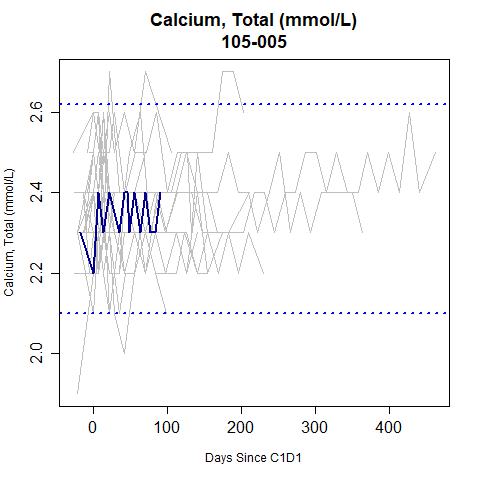 Calcium, Total (mmol/L)
105-005
Calcium, Total (mmol/L)
2.6
2.4
2.2
2.0
0 100 200 300 400
Days Since C1D1